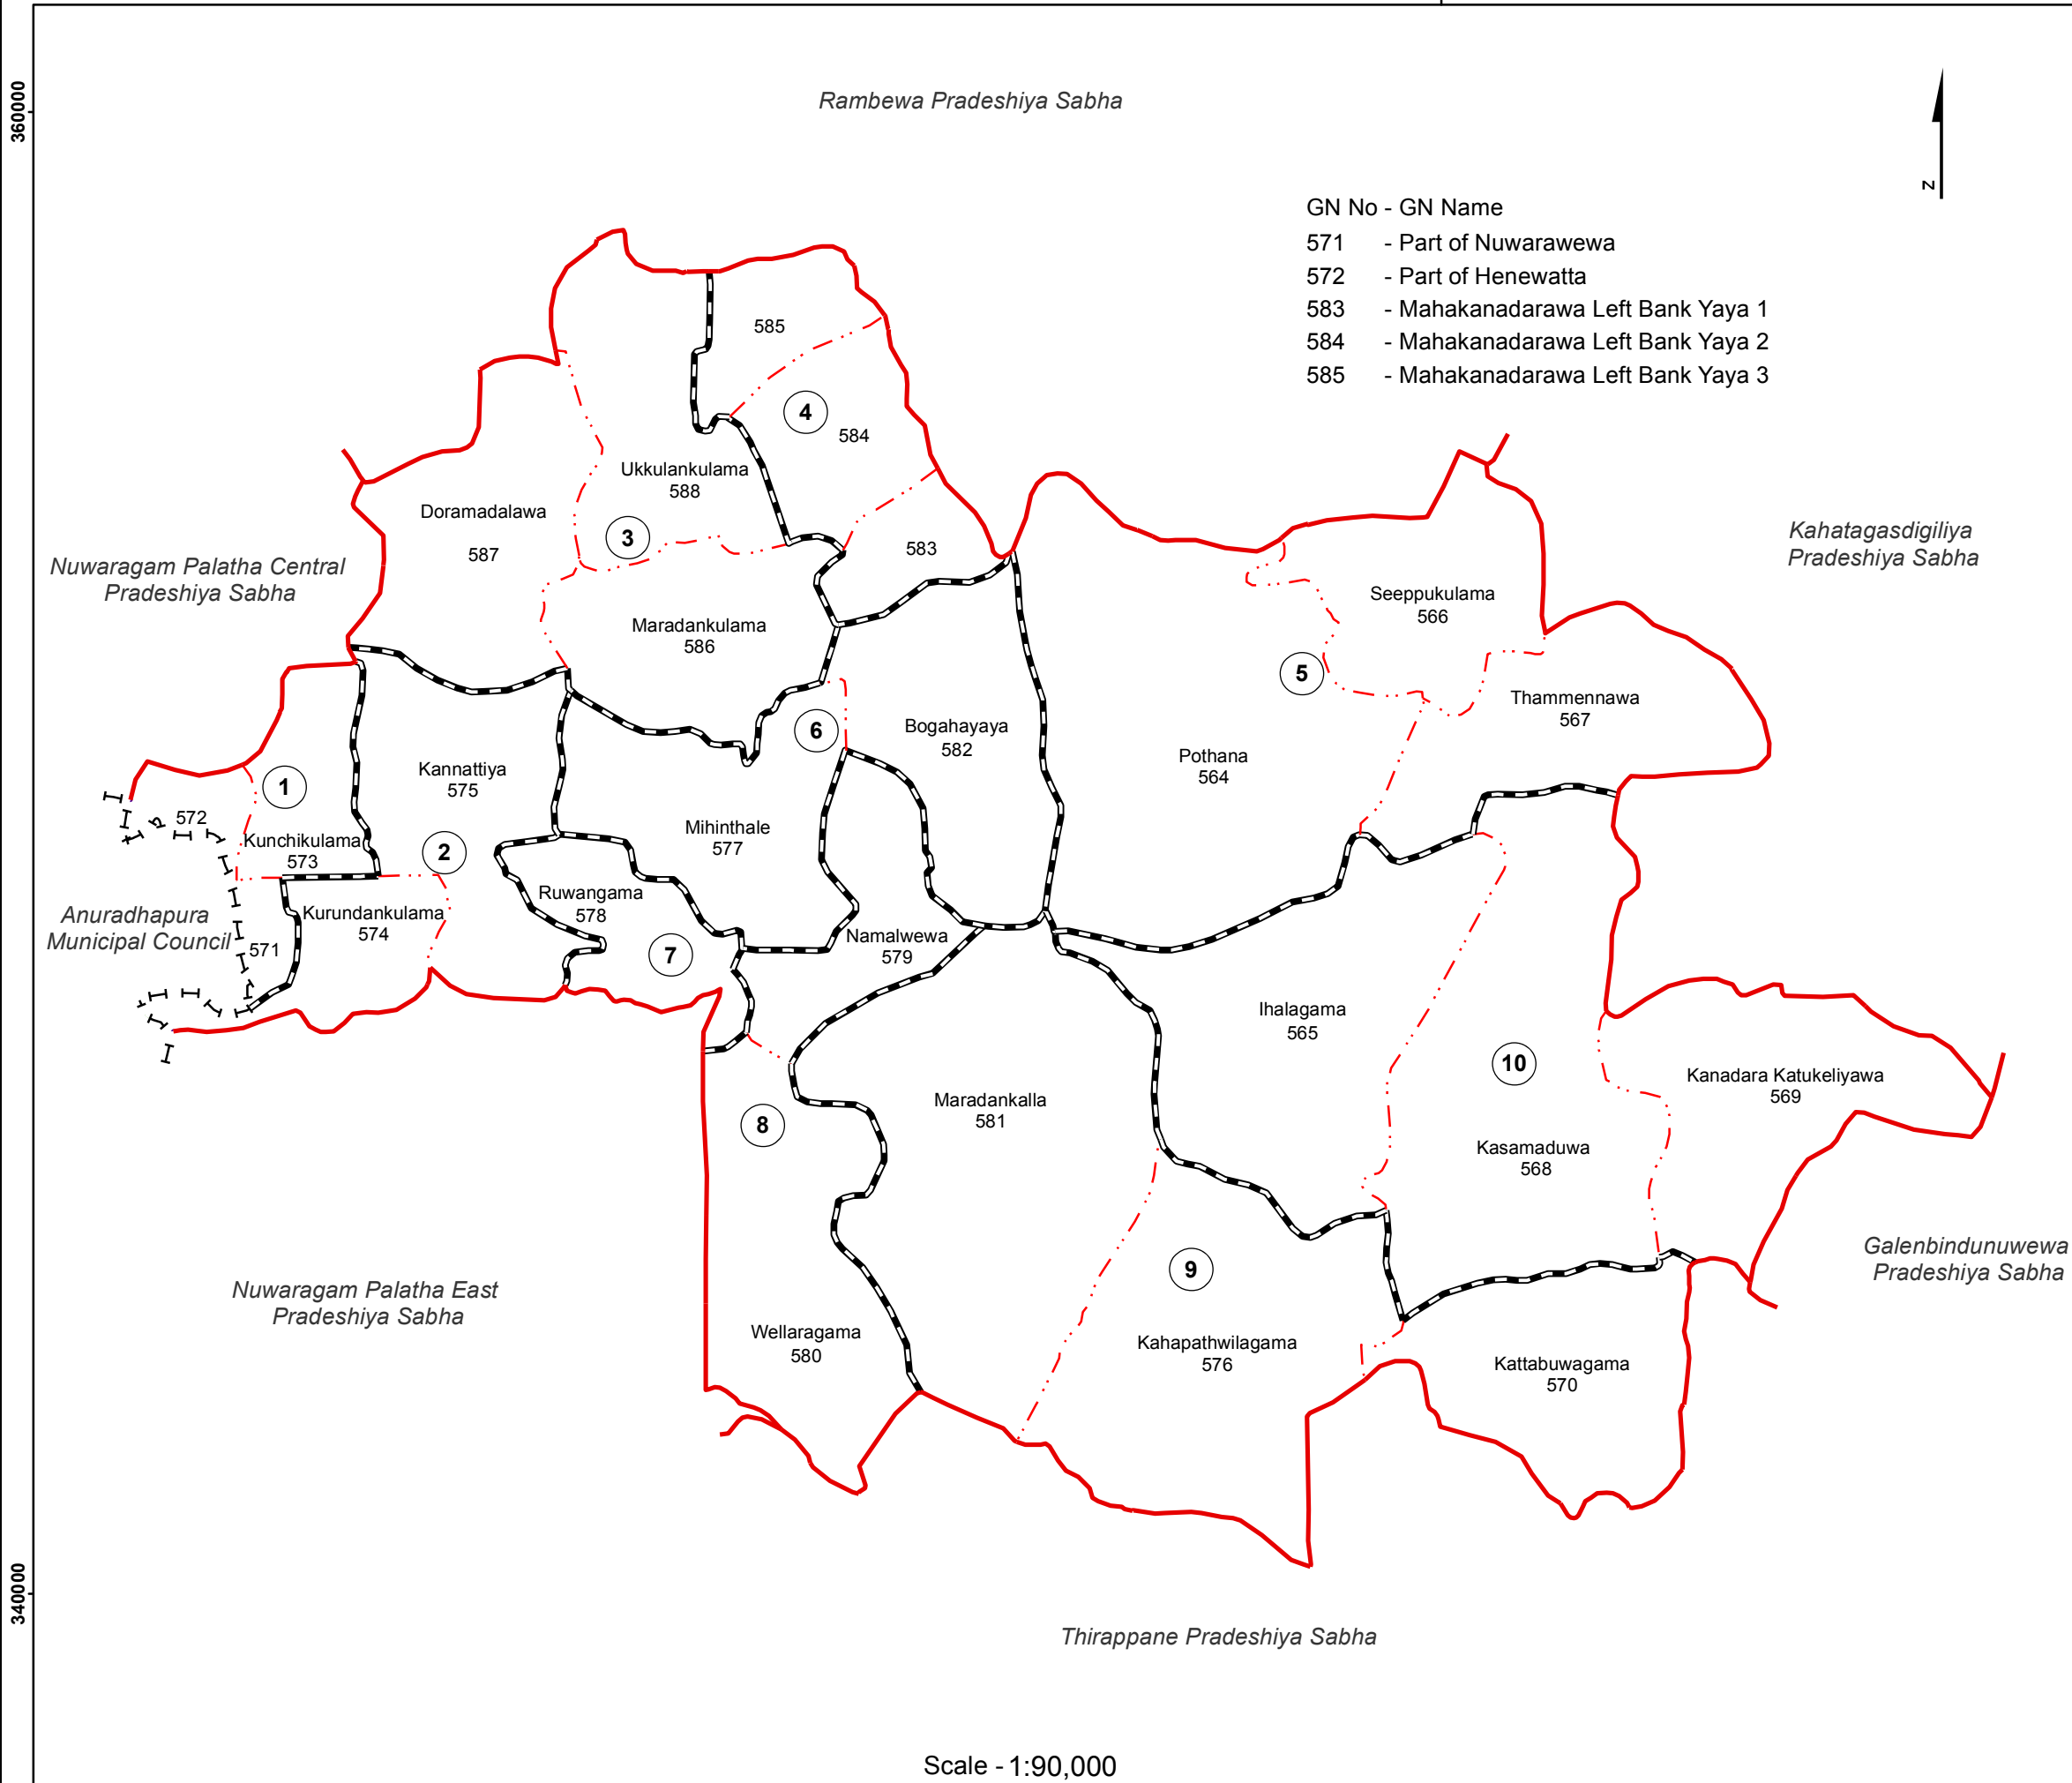 360000
Rambewa Pradeshiya Sabha
N
GN No - GN Name
571 - Part of Nuwarawewa
572 - Part of Henewatta
583 - Mahakanadarawa Left Bank Yaya 1
584 - Mahakanadarawa Left Bank Yaya 2
585 - Mahakanadarawa Left Bank Yaya 3
585
4
584
Ukkulankulama
588
Doramadalawa
587
3
583
Kahatagasdigiliya
Pradeshiya Sabha
Nuwaragam Palatha Central
Pradeshiya Sabha
Seeppukulama
566
Maradankulama
586
5
Thammennawa
567
6
Bogahayaya
582
Pothana
564
Kannattiya
575
1
572
Kunchikulama
573
2
Mihinthale
577
Ruwangama
578
Anuradhapura
Municipal Council
Kurundankulama
574
571
7
Namalwewa
579
Ihalagama
565
10
Kanadara Katukeliyawa
569
Maradankalla
581
8
Kasamaduwa
568
Galenbindunuwewa
Pradeshiya Sabha
9
Nuwaragam Palatha East
Pradeshiya Sabha
Wellaragama
580
Kahapathwilagama
576
Kattabuwagama
570
340000
Thirappane Pradeshiya Sabha
Scale - 1:90,000